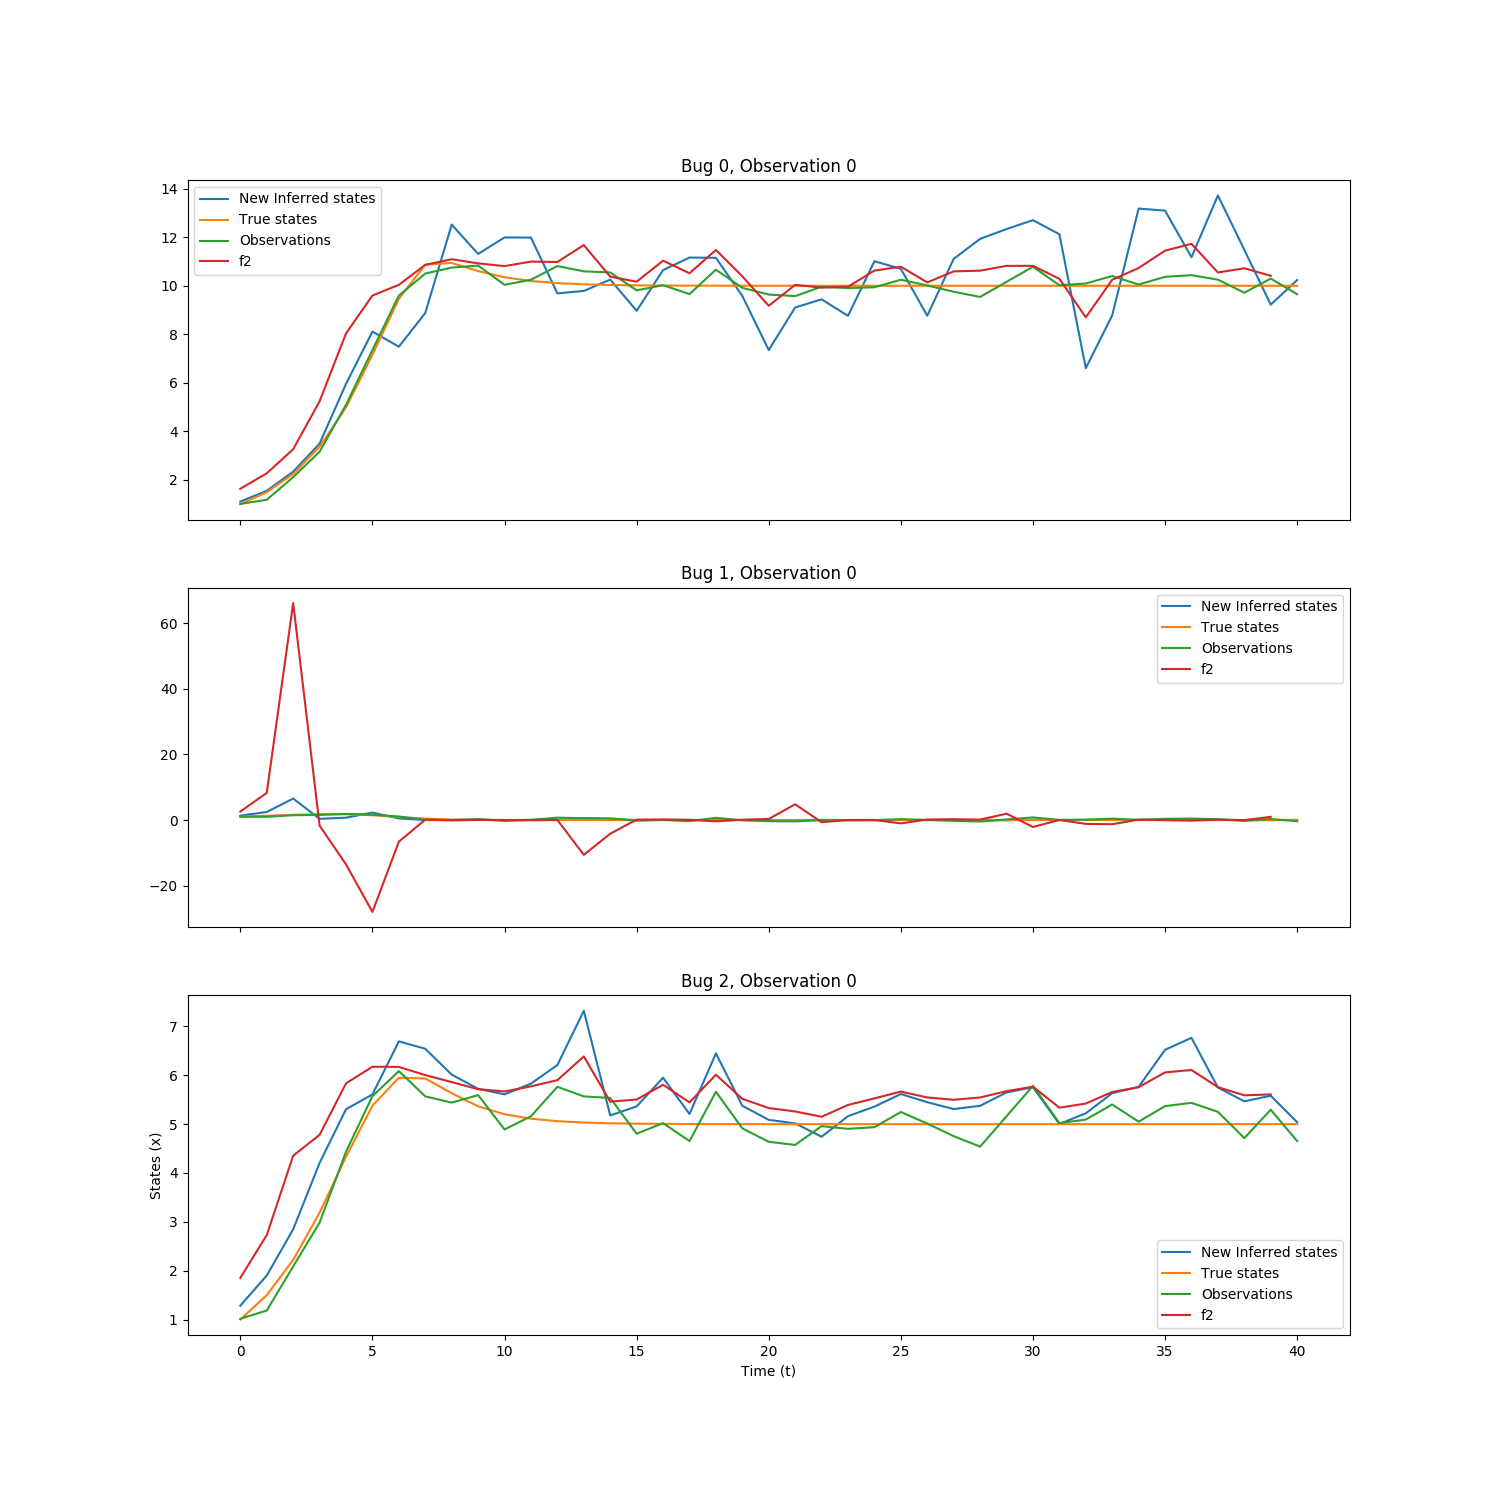 Bug 0, Observation 0
14
12
10
8
6
4
2
New Inferred states
True states
Observations
f2
Bug 1, Observation 0
60
40
20
0
−20
New Inferred states
True states
Observations
f2
Bug 2, Observation 0
7
6
5
4
3
2
1
States (x)
New Inferred states
True states
Observations
f2
0 5 10 15 20 25 30 35 40
Time (t)